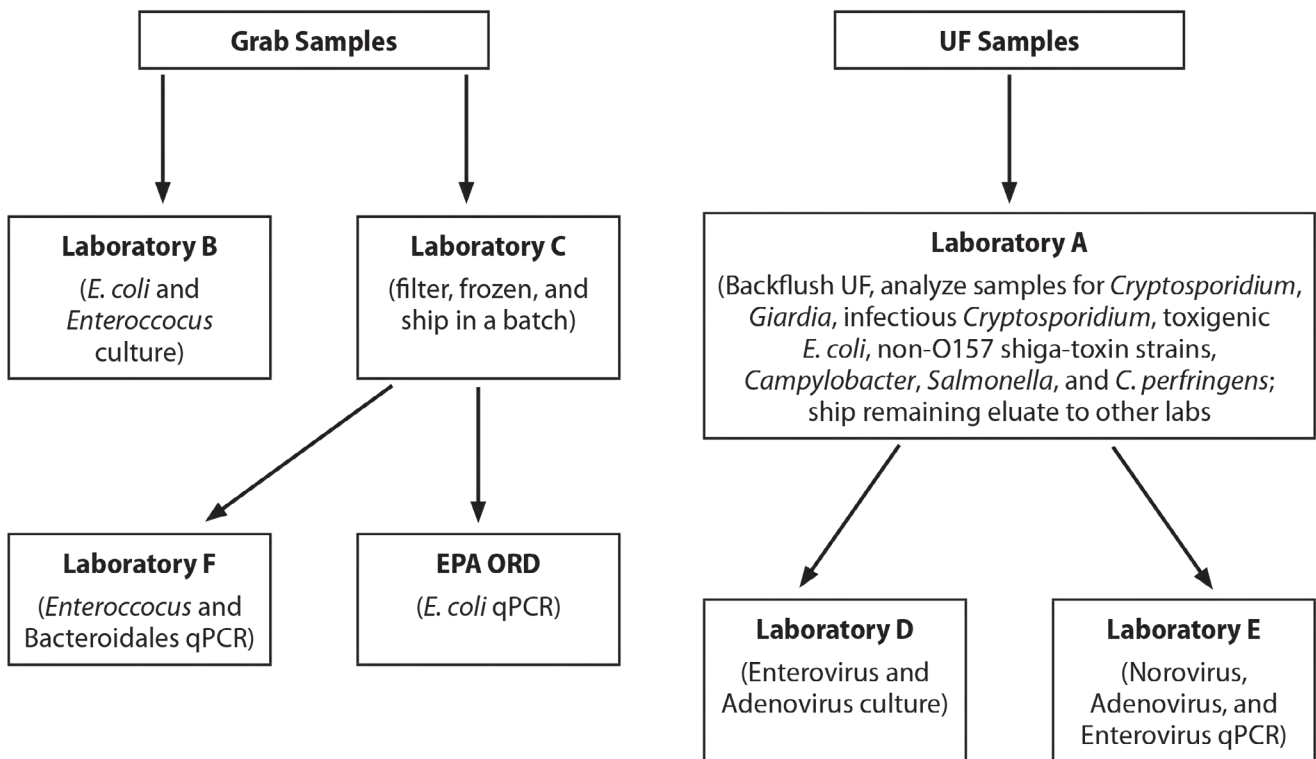 Grab Samples
UF Samples
Laboratory B
(E. coli and
Enteroccocus
culture)
Laboratory C
(filter, frozen, and
ship in a batch)
Laboratory A
(Backflush UF, analyze samples for Cryptosporidium,
Giardia, infectious Cryptosporidium, toxigenic
E. coli, non-O157 shiga-toxin strains,
Campylobacter, Salmonella, and C. perfringens;
ship remaining eluate to other labs
Laboratory F
(Enteroccocus and
Bacteroidales qPCR)
EPA ORD
(E. coli qPCR)
Laboratory D
(Enterovirus and
Adenovirus culture)
Laboratory E
(Norovirus,
Adenovirus, and
Enterovirus qPCR)